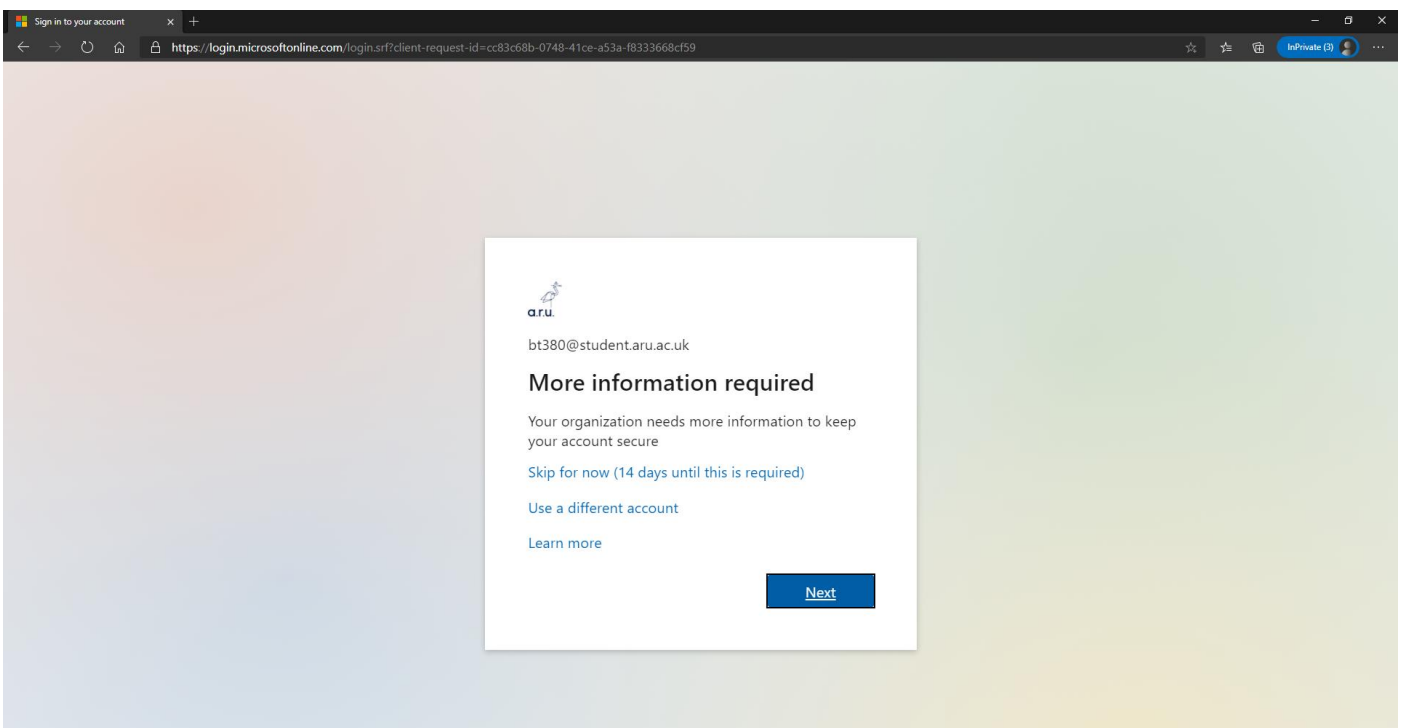 Sign in to your account
https://login.microsoftonline.com/login.srf?client-request-id=cc83c68b-0748-41ce-a53a-f8333668cf59
InPrivate (3)
a.r.u.
bt380@student.aru.ac.uk
More information required
Your organization needs more information to keep
your account secure
Skip for now (14 days until this is required)
Use a different account
Learn more
Next